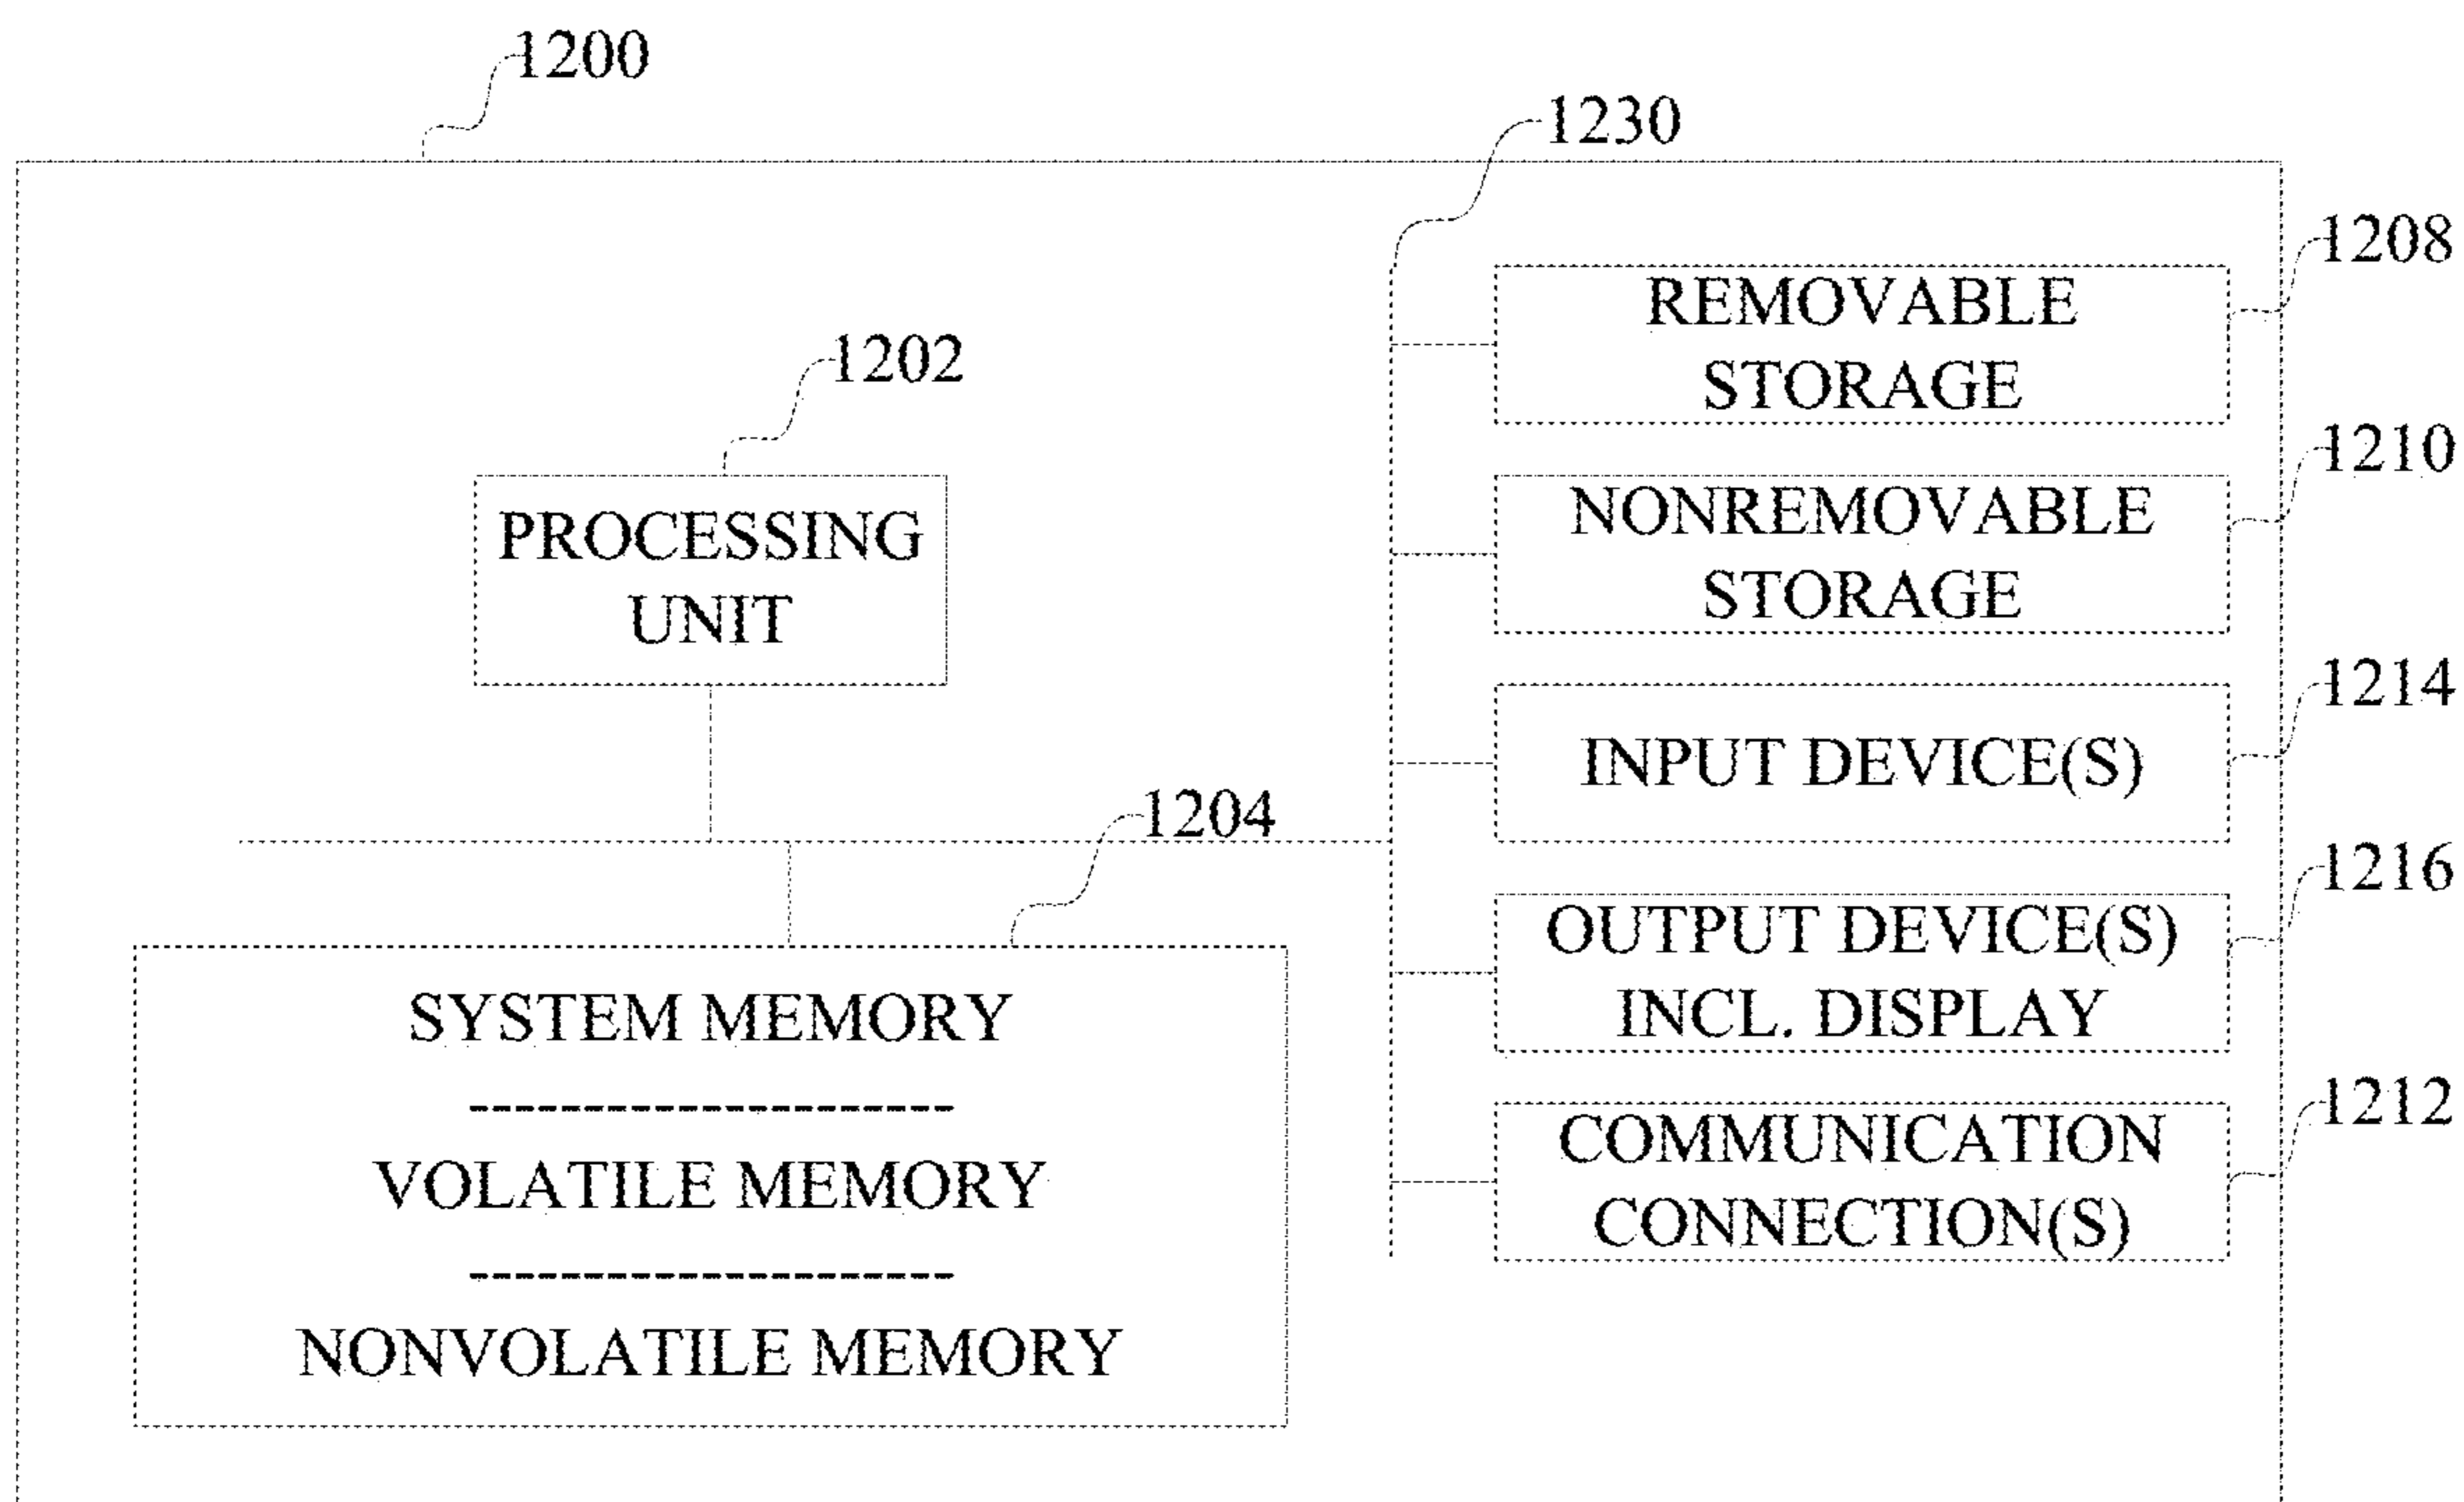 1200
1230
1208
REMOVABLE
STORAGE
1202
PROCESSING
UNIT
1210
NONREMOVABLE
STORAGE
1214
INPUT DEVICE(S)
1204
1216
OUTPUT DEVICE(S)
INCL. DISPLAY
SYSTEM MEMORY
---------------------
VOLATILE MEMORY
---------------------
NONVOLATILE MEMORY
1212
COMMUNICATION
CONNECTION(S)